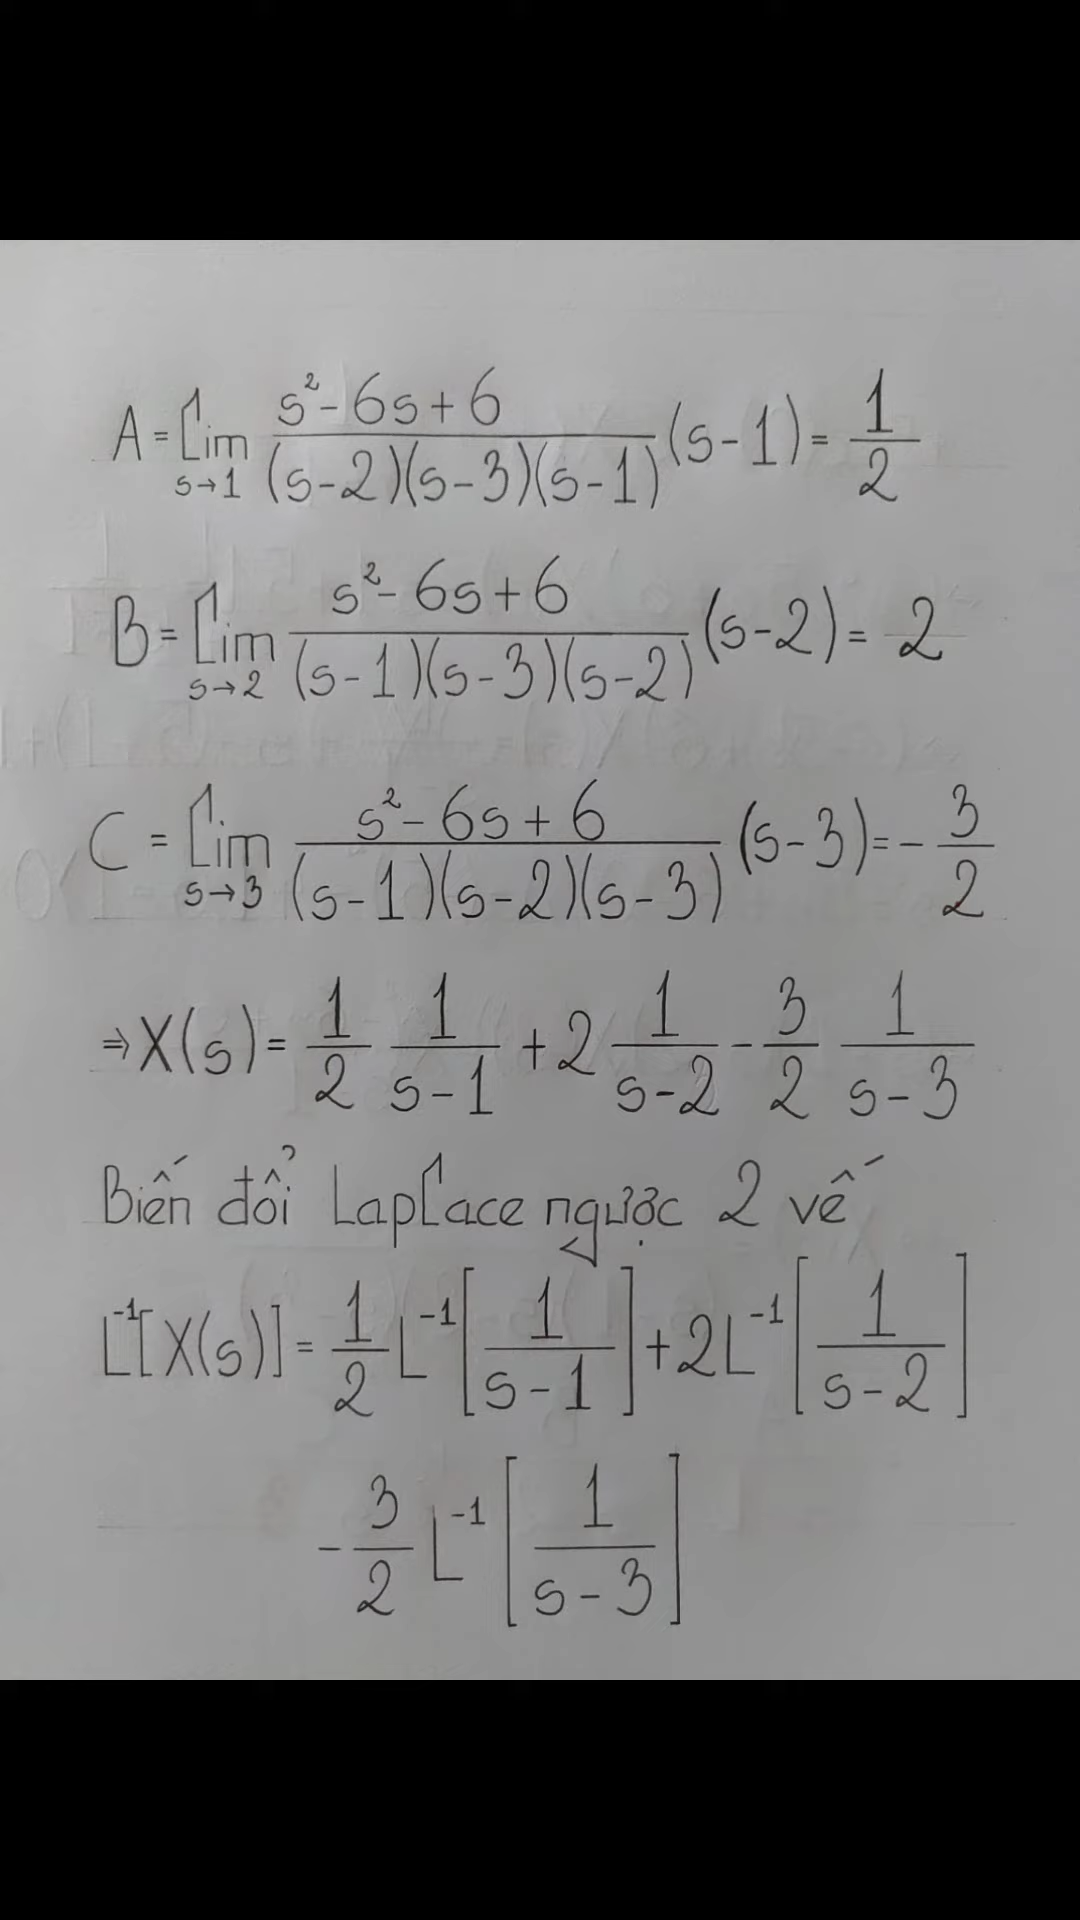 A = Lim s→1 (s² - 6s + 6)/((s-2)(s-3)(s-1)) (s-1) = 1/2
B = Lim s→2 (s² - 6s + 6)/((s-1)(s-3)(s-2)) (s-2) = 2
C = Lim s→3 (s² - 6s + 6)/((s-1)(s-2)(s-3)) (s-3) = - 3/2
⇒ X(s) = 1/2 1/(s-1) + 2 1/(s-2) - 3/2 1/(s-3)
Biến đổi Laplace ngược 2 vế
L⁻¹[X(s)] = 1/2 L⁻¹[1/(s-1)] + 2L⁻¹[1/(s-2)]
- 3/2 L⁻¹[1/(s-3)]